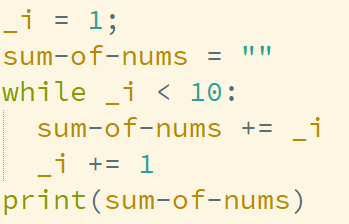 _i = 1;
sum-of-nums = ""
while _i < 10:
  sum-of-nums += _i
  _i += 1
print(sum-of-nums)